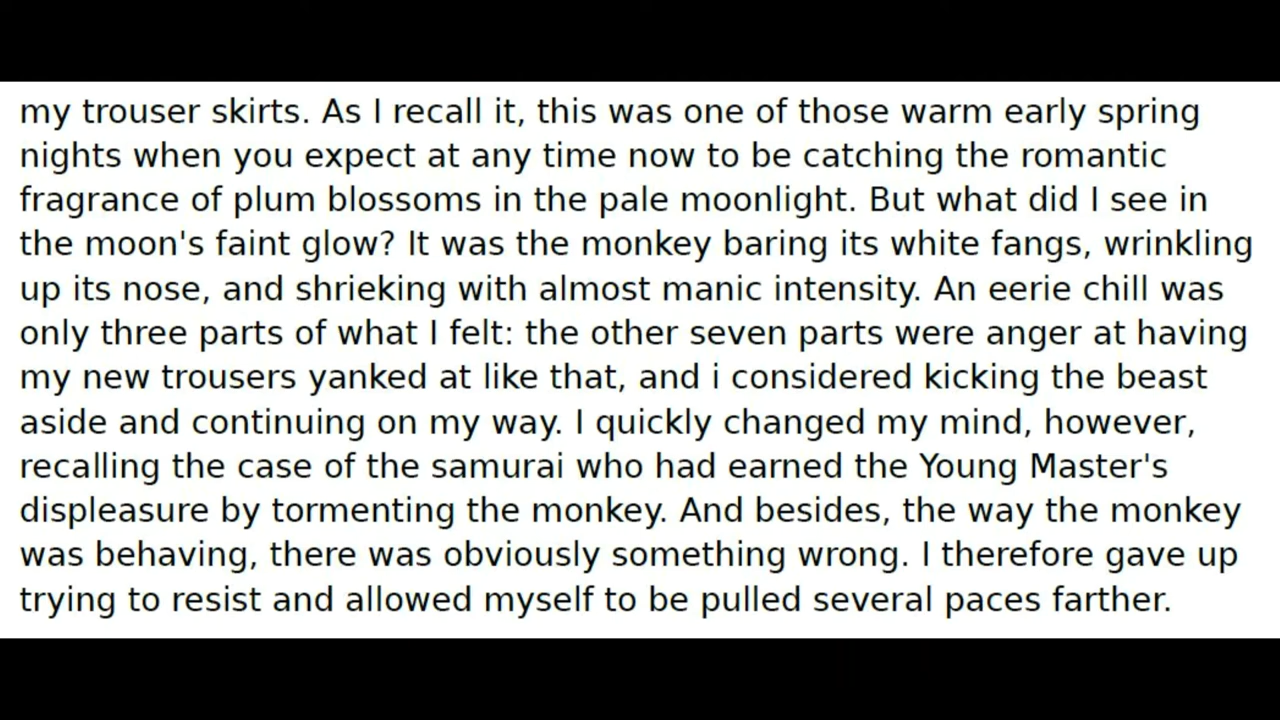 my trouser skirts. As I recall it, this was one of those warm early spring
nights when you expect at any time now to be catching the romantic
fragrance of plum blossoms in the pale moonlight. But what did I see in
the moon's faint glow? It was the monkey baring its white fangs, wrinkling
up its nose, and shrieking with almost manic intensity. An eerie chill was
only three parts of what I felt: the other seven parts were anger at having
my new trousers yanked at like that, and i considered kicking the beast
aside and continuing on my way. I quickly changed my mind, however,
recalling the case of the samurai who had earned the Young Master's
displeasure by tormenting the monkey. And besides, the way the monkey
was behaving, there was obviously something wrong. I therefore gave up
trying to resist and allowed myself to be pulled several paces farther.